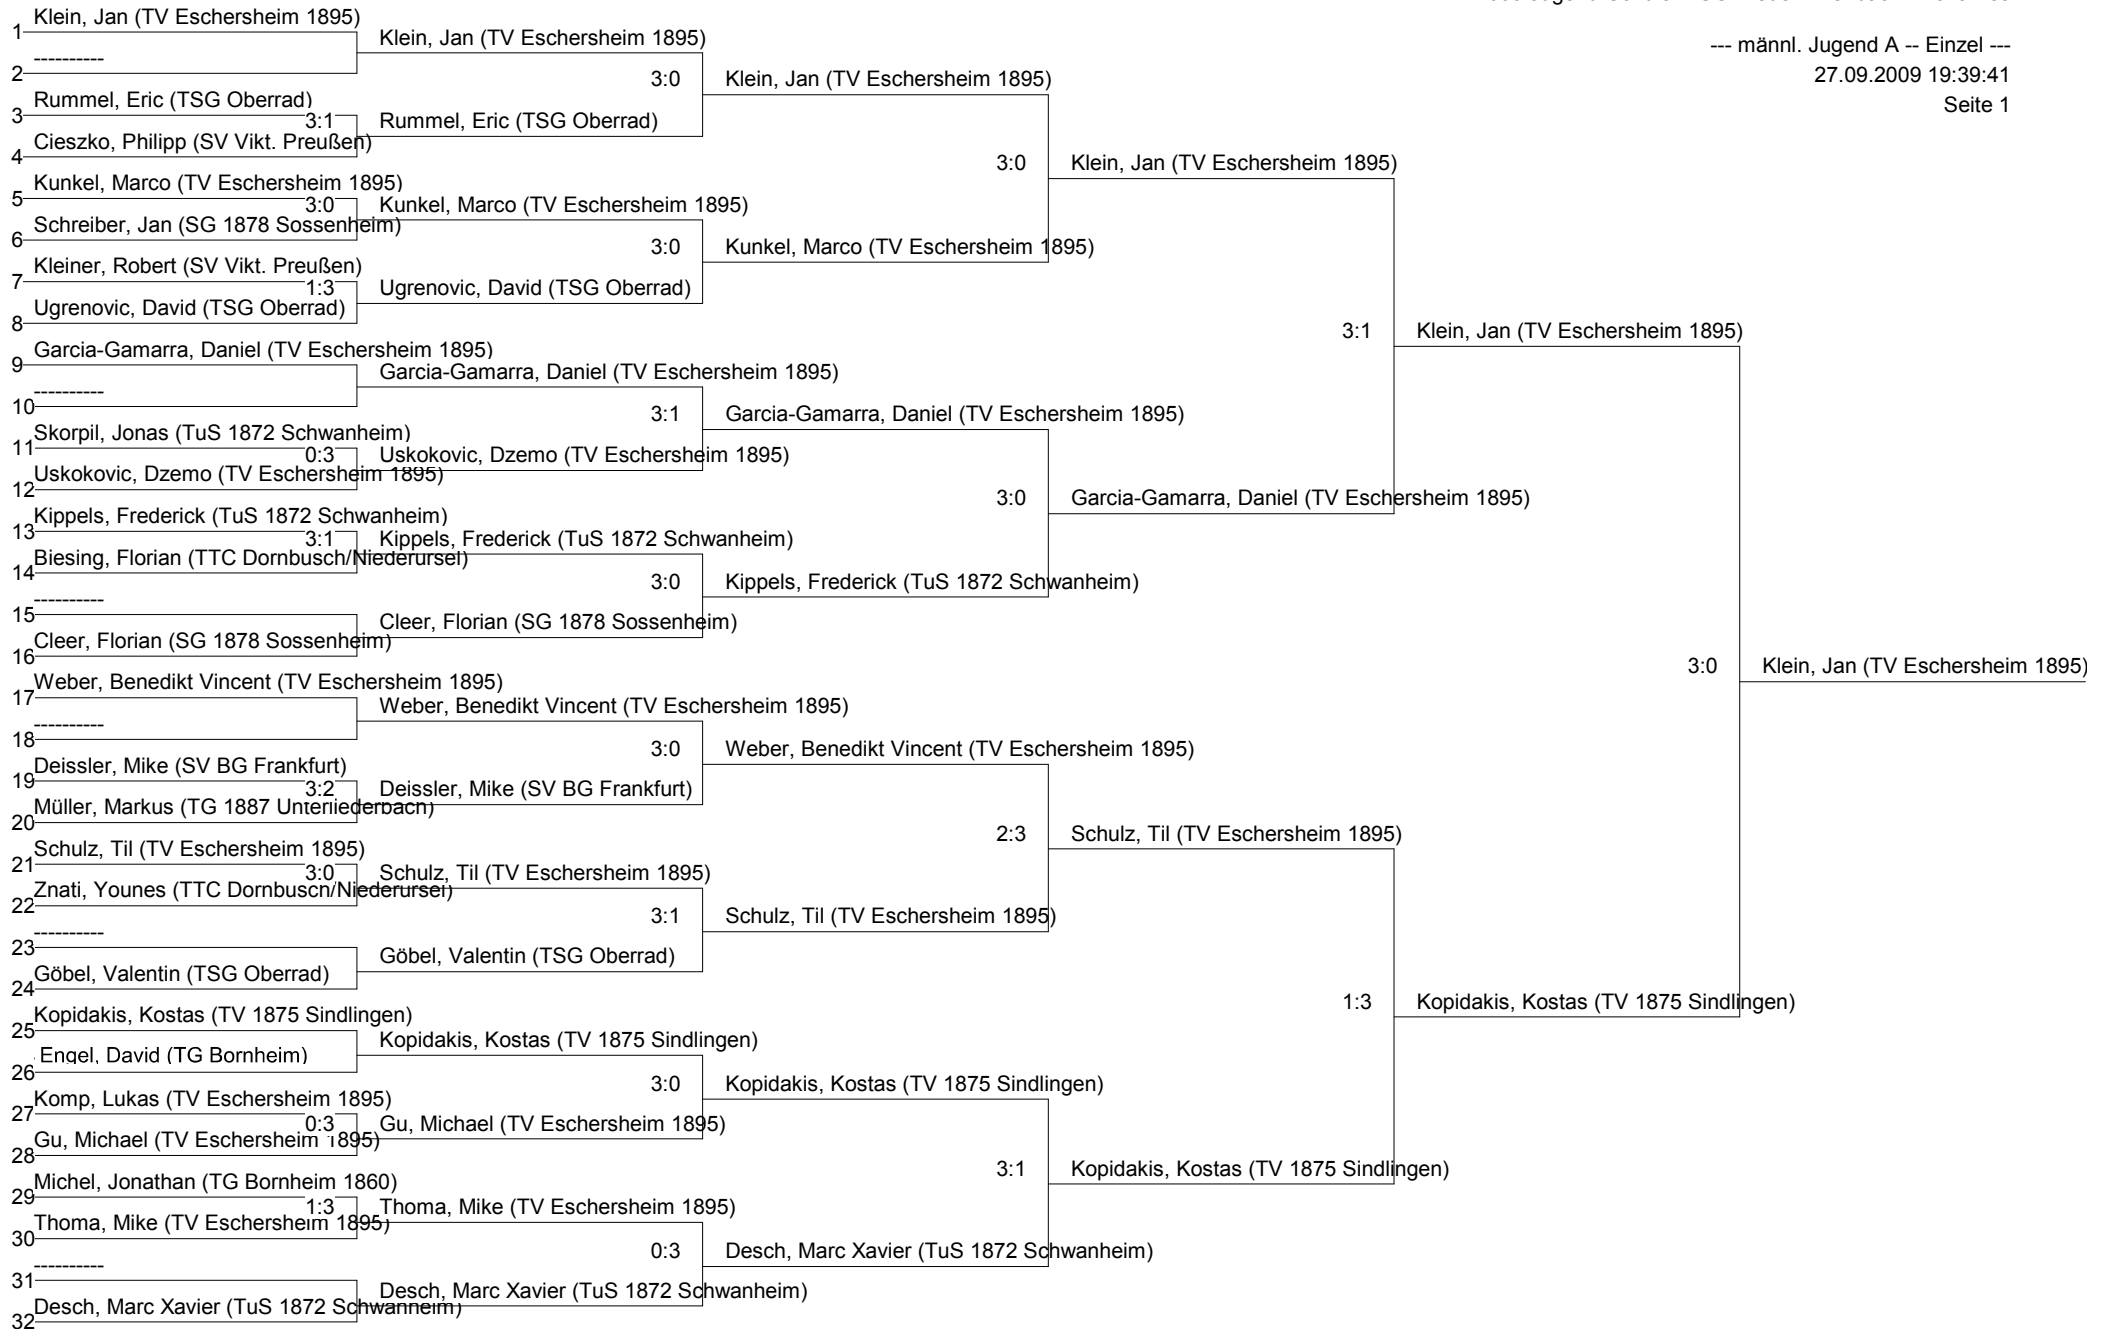 --- männl. Jugend A -- Einzel ---
27.09.2009 19:39:41
Seite 1
1 Klein, Jan (TV Eschersheim 1895)
2 ----------
3 Rummel, Eric (TSG Oberrad)
3:1
4 Cieszko, Philipp (SV Vikt. Preußen)
5 Kunkel, Marco (TV Eschersheim 1895)
3:0
6 Schreiber, Jan (SG 1878 Sossenheim)
7 Kleiner, Robert (SV Vikt. Preußen)
1:3
8 Ugrenovic, David (TSG Oberrad)
9 Garcia-Gamarra, Daniel (TV Eschersheim 1895)
10 ----------
11 Skorpil, Jonas (TuS 1872 Schwanheim)
0:3
12 Uskokovic, Dzemo (TV Eschersheim 1895)
13 Kippels, Frederick (TuS 1872 Schwanheim)
3:1
14 Biesing, Florian (TTC Dornbusch/Niederursel)
15 ----------
16 Cleer, Florian (SG 1878 Sossenheim)
17 Weber, Benedikt Vincent (TV Eschersheim 1895)
18 ----------
19 Deissler, Mike (SV BG Frankfurt)
3:2
20 Müller, Markus (TG 1887 Unterliederbach)
21 Schulz, Til (TV Eschersheim 1895)
3:0
22 Znati, Younes (TTC Dornbusch/Niederursel)
23 ----------
24 Göbel, Valentin (TSG Oberrad)
25 Kopidakis, Kostas (TV 1875 Sindlingen)
26 Engel, David (TG Bornheim)
27 Komp, Lukas (TV Eschersheim 1895)
0:3
28 Gu, Michael (TV Eschersheim 1895)
29 Michel, Jonathan (TG Bornheim 1860)
1:3
30 Thoma, Mike (TV Eschersheim 1895)
31 ----------
32 Desch, Marc Xavier (TuS 1872 Schwanheim)
Klein, Jan (TV Eschersheim 1895)
3:0
Rummel, Eric (TSG Oberrad)
Kunkel, Marco (TV Eschersheim 1895)
3:0
Ugrenovic, David (TSG Oberrad)
Garcia-Gamarra, Daniel (TV Eschersheim 1895)
3:1
Uskokovic, Dzemo (TV Eschersheim 1895)
Kippels, Frederick (TuS 1872 Schwanheim)
3:0
Cleer, Florian (SG 1878 Sossenheim)
Weber, Benedikt Vincent (TV Eschersheim 1895)
3:0
Deissler, Mike (SV BG Frankfurt)
Schulz, Til (TV Eschersheim 1895)
3:1
Göbel, Valentin (TSG Oberrad)
Kopidakis, Kostas (TV 1875 Sindlingen)
3:0
Gu, Michael (TV Eschersheim 1895)
Thoma, Mike (TV Eschersheim 1895)
0:3
Desch, Marc Xavier (TuS 1872 Schwanheim)
Klein, Jan (TV Eschersheim 1895)
3:0
Kunkel, Marco (TV Eschersheim 1895)
Garcia-Gamarra, Daniel (TV Eschersheim 1895)
3:0
Kippels, Frederick (TuS 1872 Schwanheim)
Weber, Benedikt Vincent (TV Eschersheim 1895)
2:3
Schulz, Til (TV Eschersheim 1895)
Kopidakis, Kostas (TV 1875 Sindlingen)
3:1
Desch, Marc Xavier (TuS 1872 Schwanheim)
Klein, Jan (TV Eschersheim 1895)
3:1
Garcia-Gamarra, Daniel (TV Eschersheim 1895)
Schulz, Til (TV Eschersheim 1895)
1:3
Kopidakis, Kostas (TV 1875 Sindlingen)
Klein, Jan (TV Eschersheim 1895)
3:0
Kopidakis, Kostas (TV 1875 Sindlingen)
Klein, Jan (TV Eschersheim 1895)